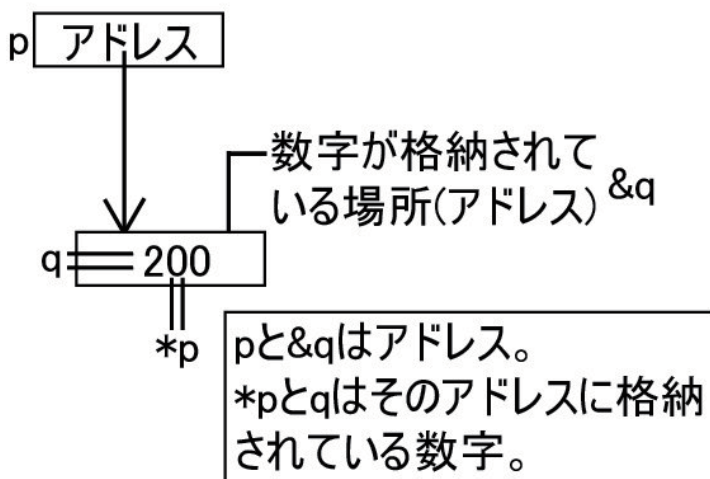 p アドレス
数字が格納されて
いる場所(アドレス) &q
q 200
*p
pと&qはアドレス。
*pとqはそのアドレスに格納
されている数字。